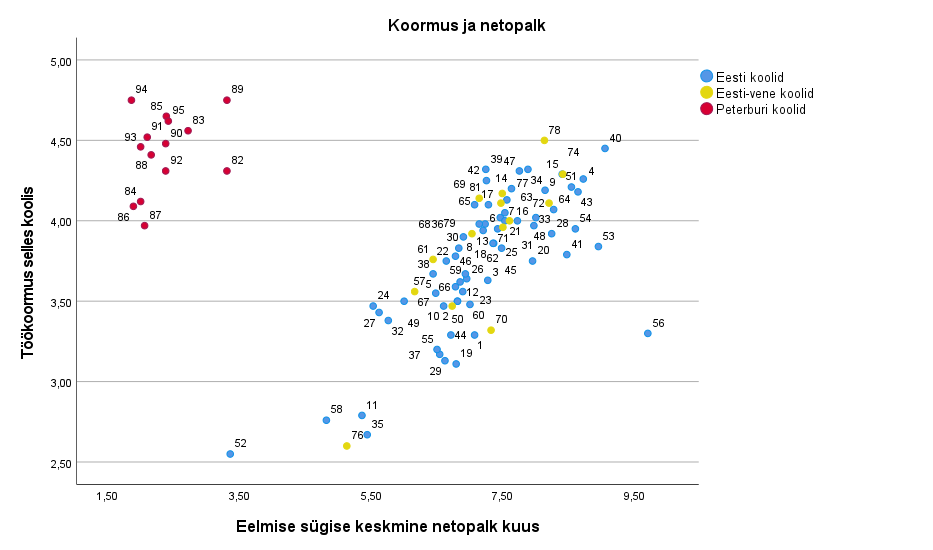 Koormus ja netopalk
5,00
4,50
4,00
3,50
3,00
2,50
Töökoormus selles koolis
1,50 3,50 5,50 7,50 9,50
Eelmise sügise keskmine netopalk kuus
Eesti koolid
Eesti-vene koolid
Peterburi koolid
94 89
85 95
83
91
93 90
88 92 82
84
86 87
78
40
74
39 47
42 15 4
34 51
14 77 9
69 81
17 63 72 64 43
65
6 7 16
68 36 79 33 28 54
21
30 13 71 48
53
61 22 8 18 62 25 31 20 41
38 46
59 26 3 45
57 5 66
24 12
67 23
27 49 10 2 50 60 70
32 56
55 44
1
37 19
29
58 11
35
76
52